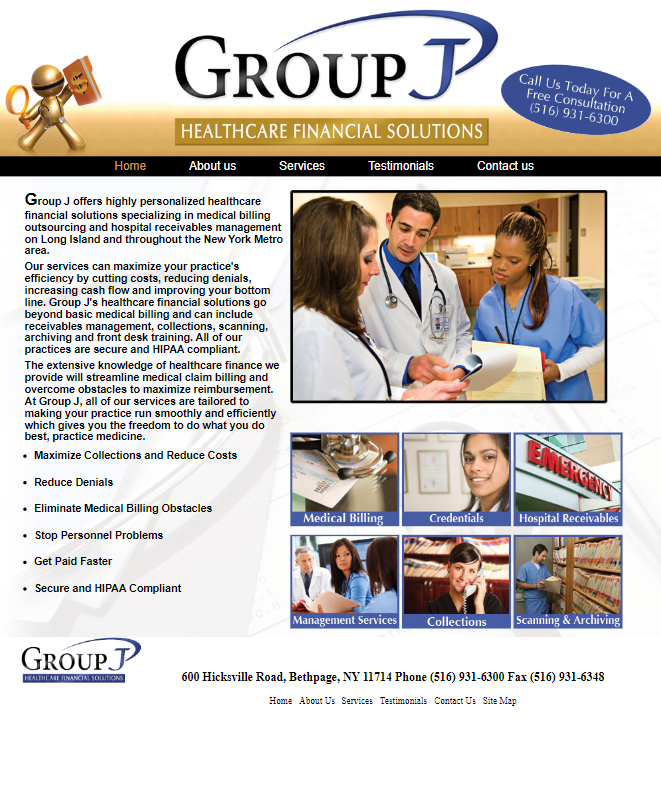 GROUP J
HEALTHCARE FINANCIAL SOLUTIONS
Call Us Today For A
Free Consultation
(516) 931-6300
Home About us Services Testimonials Contact us
Group J offers highly personalized healthcare
financial solutions specializing in medical billing
outsourcing and hospital receivables management
on Long Island and throughout the New York Metro
area.
Our services can maximize your practice's
efficiency by cutting costs, reducing denials,
increasing cash flow and improving your bottom
line. Group J's healthcare financial solutions go
beyond basic medical billing and can include
receivables management, collections, scanning,
archiving and front desk training. All of our
practices are secure and HIPAA compliant.
The extensive knowledge of healthcare finance we
provide will streamline medical claim billing and
overcome obstacles to maximize reimbursement.
At Group J, all of our services are tailored to
making your practice run smoothly and efficiently
which gives you the freedom to do what you do
best, practice medicine.
• Maximize Collections and Reduce Costs
• Reduce Denials
• Eliminate Medical Billing Obstacles
• Stop Personnel Problems
• Get Paid Faster
• Secure and HIPAA Compliant
EMERGENCY
Medical Billing Credentials Hospital Receivables
Management Services Collections Scanning & Archiving
GROUP J
HEALTHCARE FINANCIAL SOLUTIONS
600 Hicksville Road, Bethpage, NY 11714 Phone (516) 931-6300 Fax (516) 931-6348
Home About Us Services Testimonials Contact Us Site Map